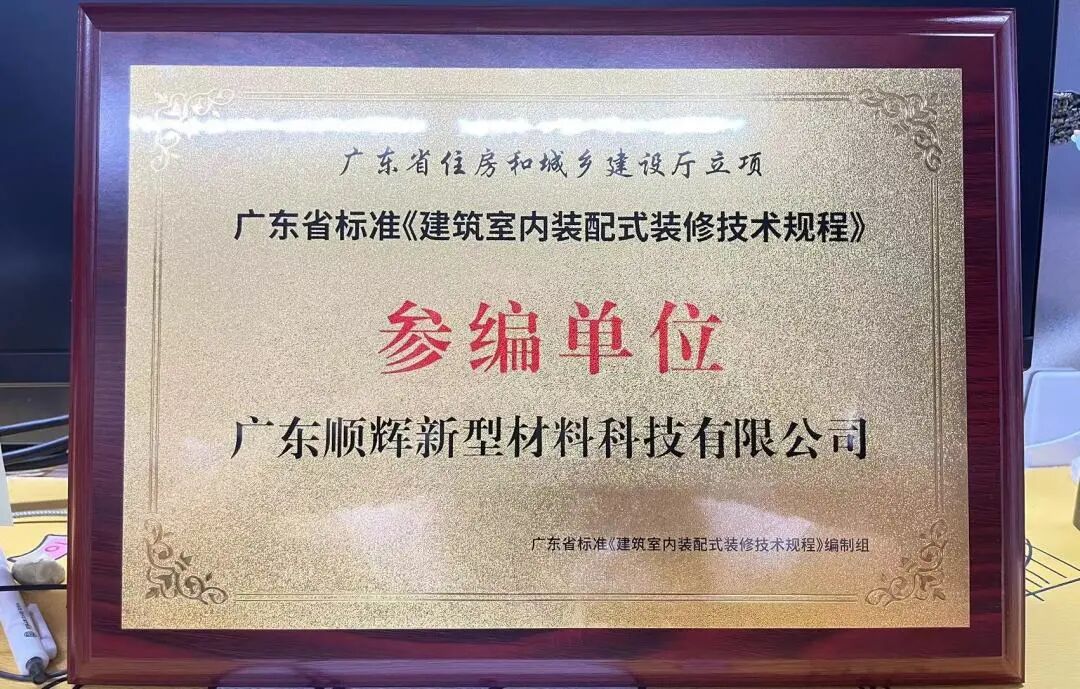 广东省住房和城乡建设厅立项
广东省标准《建筑室内装配式装修技术规程》
参编单位
广东顺辉新型材料科技有限公司
广东省标准《建筑室内装配式装修技术规程》编制组